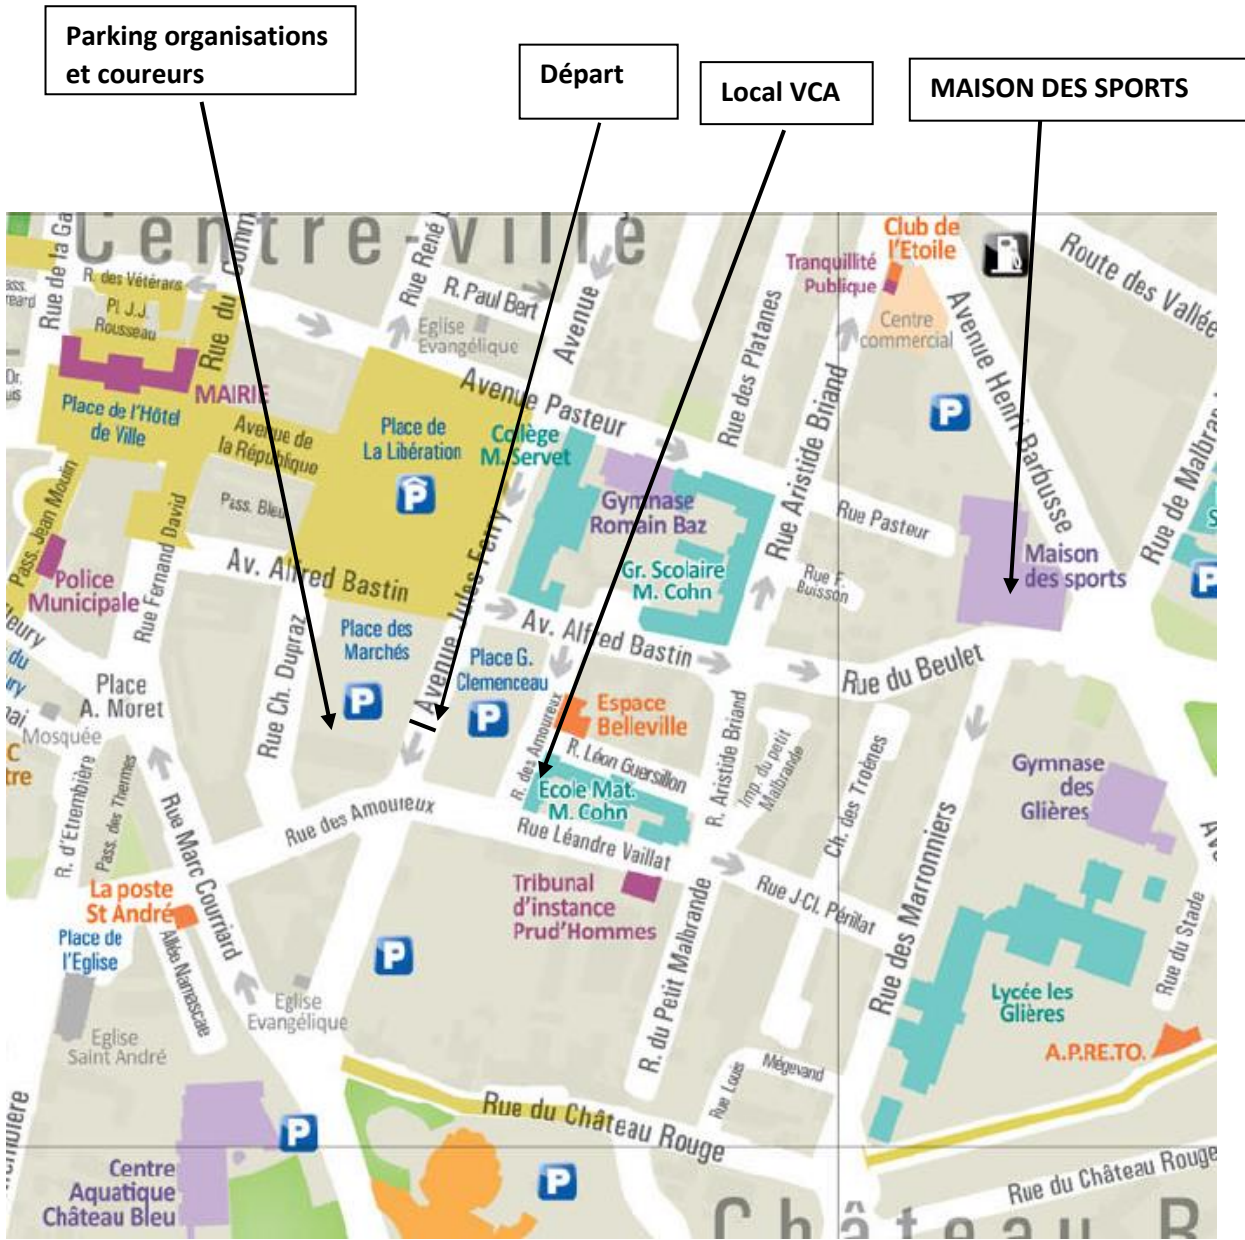 Parking organisations
et coureurs
Départ
Local VCA
MAISON DES SPORTS
Centre-ville
Rue de la Ga
R. des Vétérans
Pl. J.J.
Rousseau
Rue du Comm
MAIRIE
Place de l'Hôtel
de Ville
Avenue de
la République
Pass. Bleu
Rue René
R. Paul Bert
Eglise
Evangélique
Avenue
Avenue Pasteur
Place de
La Libération
P
Collège
M. Servet
Gymnase
Romain Baz
Gr. Scolaire
M. Cohn
Rue des Platanes
Rue Aristide Briand
Tranquillité
Publique
Club de
l'Etoile
Centre
commercial
Route des Vallée
Avenue Henri Barbusse
P
Rue de Malbran
Rue Pasteur
Rue F.
Buisson
Maison
des sports
P
Pass. Jean Moulin
Police
Municipale
Rue Fernand David
Av. Alfred Bastin
Avenue Jules Ferry
Av. Alfred Bastin
Rue du Beulet
Place des
Marchés
P
Place G.
Clemenceau
P
Rue Ch. Dupraz
Place
A. Moret
Mosquée
R. des Amoureux
Espace
Belleville
R. Léon Guersillon
Ecole Mat.
M. Cohn
R. Aristide Briand
Imp. du petit
Malbrande
Ch. des Troènes
Gymnase
des
Glières
R. d'Etrembière
Pass. des Thermes
Rue Marc Courriard
Rue des Amoureux
Rue Léandre Vaillat
Rue J-Cl. Périllat
Rue des Marronniers
La poste
St André
Place de
l'Eglise
Allée Namascae
Eglise
Saint André
P
Eglise
Evangélique
Tribunal
d'instance
Prud'Hommes
R. du Petit Malbrande
Rue Louis
Mégevand
Lycée les
Glières
Rue du Stade
A.P.RE.TO.
Rue du Château Rouge
Rue du Château Rouge
Centre
Aquatique
Château Bleu
P
P
Château R